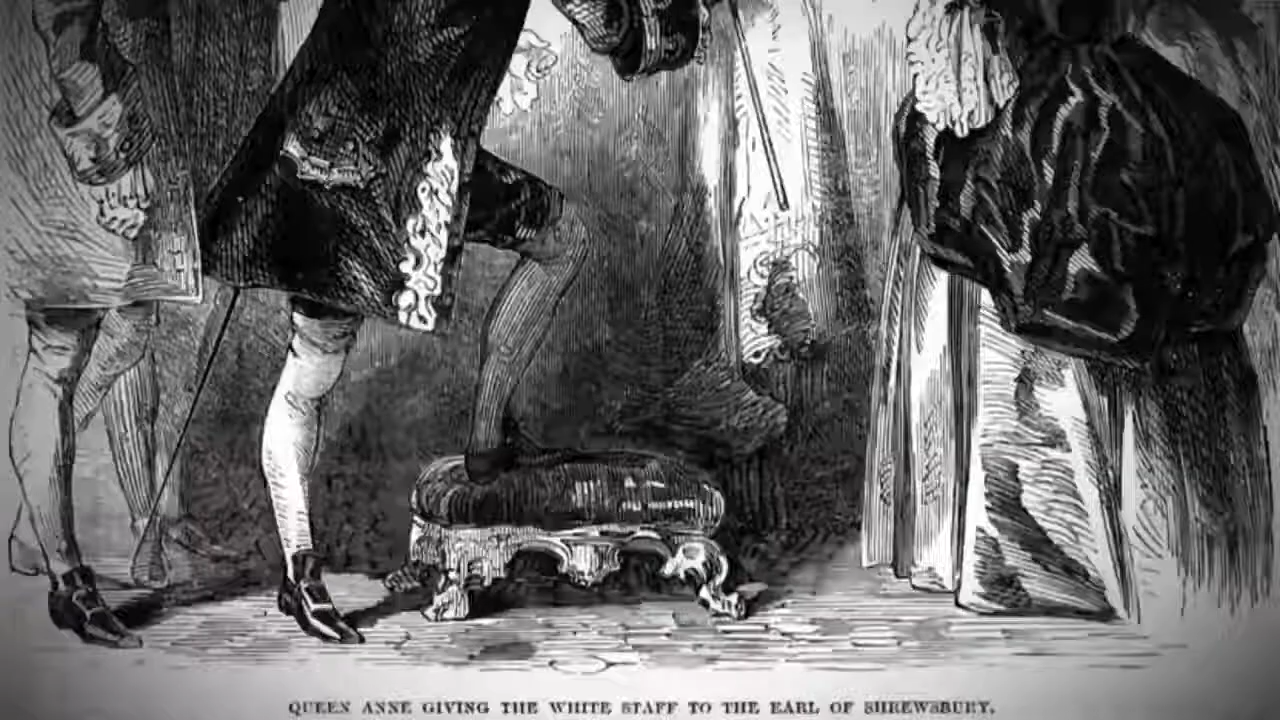 QUEEN ANNE GIVING THE WHITE STAFF TO THE EARL OF SHREWSBURY.